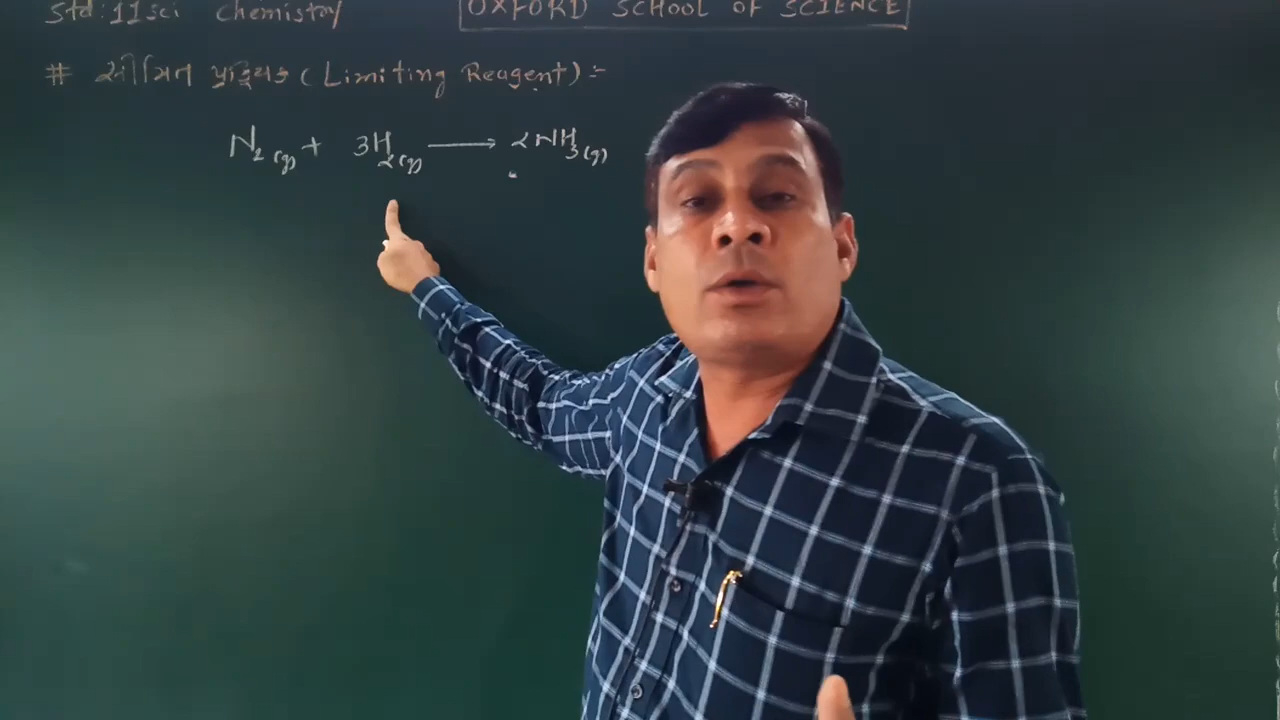 Std:11sci Chemistry
OXFORD SCHOOL OF SCIENCE
# સીમિત પ્રક્રિયક (Limiting Reagent) :-
N₂(g) + 3H₂(g) ⟶ 2NH₃(g)